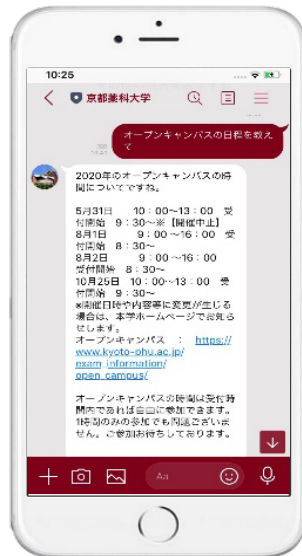 10:25
京都薬科大学
オープンキャンパスの日程を教え
て
2020年のオープンキャンパスの時
間についてですね。
5月31日 10：00～13：00 受
付開始 9：30～※【開催中止】
8月1日 9：00～16：00 受
付開始 8：30～
8月2日 9：00～16：00
受付開始 8：30～
10月25日 10：00～13：00 受
付開始 9：30～
※開催日時や内容等に変更が生じる
場合は、本学ホームページでお知ら
せします。
オープンキャンパス ： https://
www.kyoto-phu.ac.jp/
exam_information/
open_campus/
オープンキャンパスの時間は受付時
間内であれば自由に参加できます。
1時間のみの参加でも問題ございま
せん。ご参加お待ちしております。
Aa